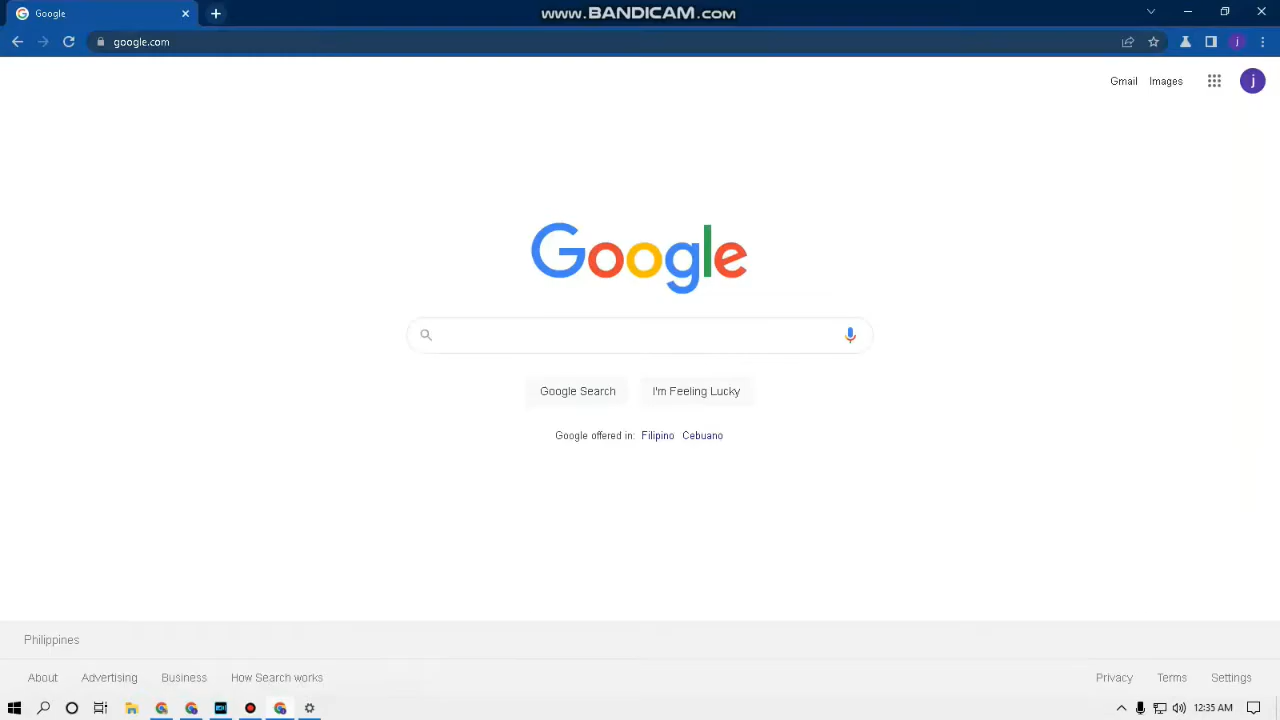 Google
www.BANDICAM.com
google.com
j
Gmail Images
j
Google
Google Search I'm Feeling Lucky
Google offered in: Filipino Cebuano
Philippines
About Advertising Business How Search works
Privacy Terms Settings
12:35 AM